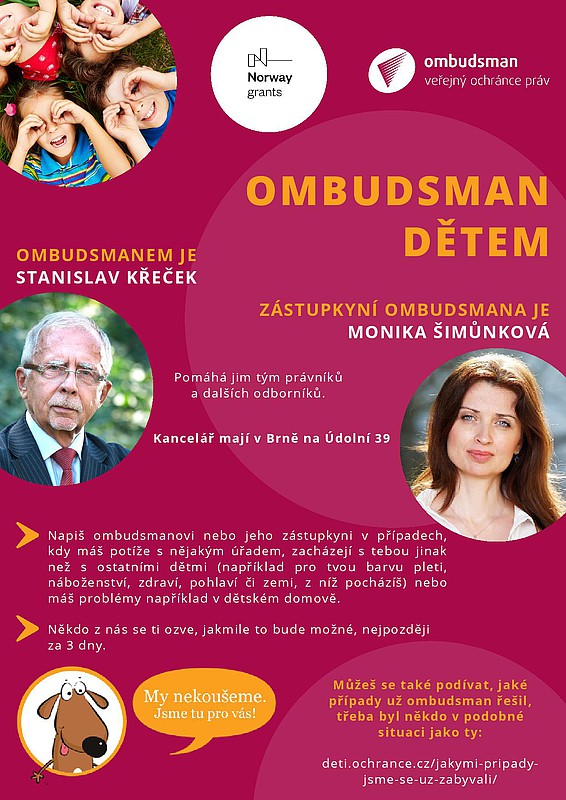 Norway
grants
ombudsman
veřejný ochránce práv
OMBUDSMAN
DĚTEM
OMBUDSMANEM JE
STANISLAV KŘEČEK
ZÁSTUPKYNÍ OMBUDSMANA JE
MONIKA ŠIMŮNKOVÁ
Pomáhá jim tým právníků
a dalších odborníků.
Kancelář mají v Brně na Údolní 39
Napiš ombudsmanovi nebo jeho zástupkyni v případech,
kdy máš potíže s nějakým úřadem, zacházejí s tebou jinak
než s ostatními dětmi (například pro tvou barvu pleti,
náboženství, zdraví, pohlaví či zemi, z níž pocházíš) nebo
máš problémy například v dětském domově.
Někdo z nás se ti ozve, jakmile to bude možné, nejpozději
za 3 dny.
My nekoušeme.
Jsme tu pro vás!
Můžeš se také podívat, jaké
případy už ombudsman řešil,
třeba byl někdo v podobné
situaci jako ty:
deti.ochrance.cz/jakymi-pripady-
jsme-se-uz-zabyvali/